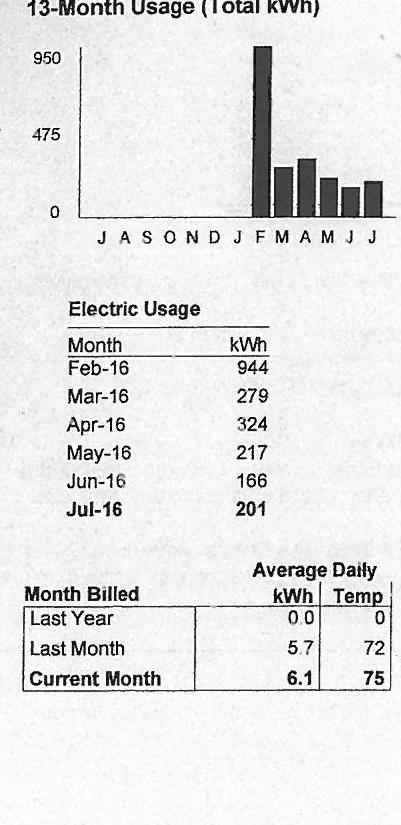 13-Month Usage (Total kWh)
950
475
0
J A S O N D J F M A M J J
Electric Usage
Month kWh
Feb-16 944
Mar-16 279
Apr-16 324
May-16 217
Jun-16 166
Jul-16 201
Average Daily
Month Billed kWh Temp
Last Year 0.0 0
Last Month 5.7 72
Current Month 6.1 75